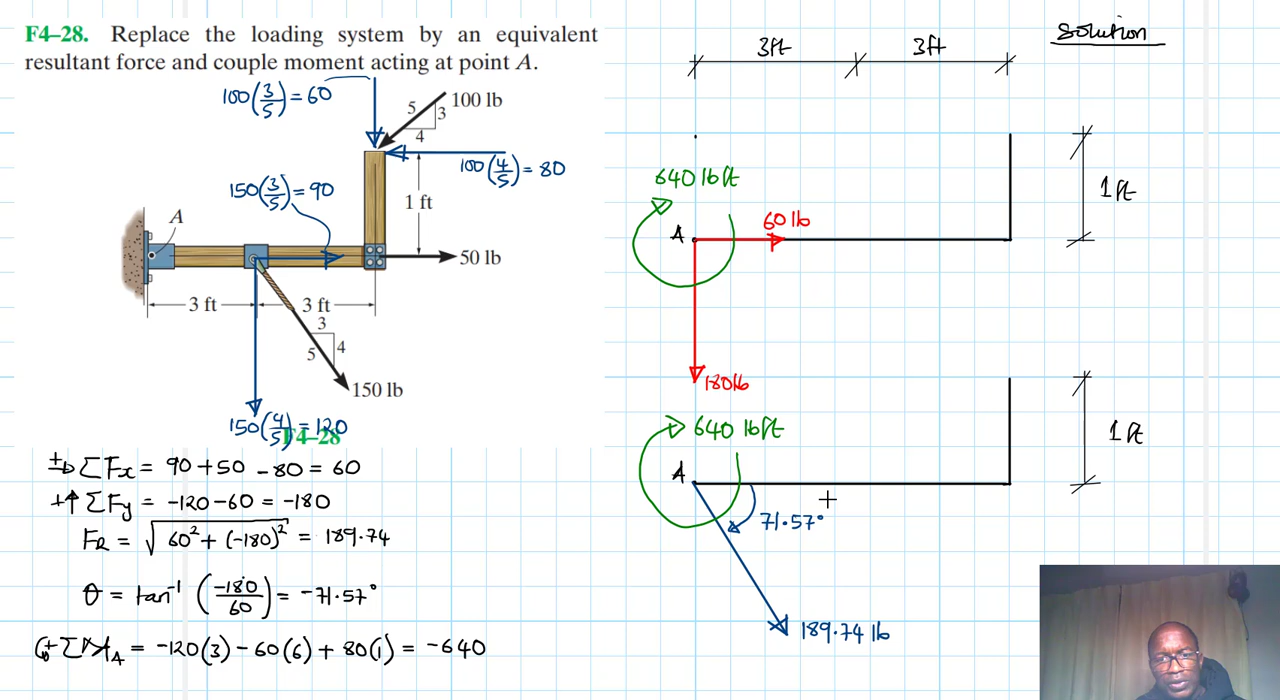 F4–28. Replace the loading system by an equivalent
resultant force and couple moment acting at point A.
Solution
3ft 3ft
100(3/5) = 60
5 3 100 lb
4
100(4/5) = 80
150(3/5) = 90
1 ft
A
50 lb
3 ft 3 ft
3
5 4
150 lb
150(4/5) = 120
F4–28
640 lb ft
A
60 lb
180 lb
1 ft
640 lb ft
A
71.57°
189.74 lb
1 ft
+→ ΣFx = 90 + 50 - 80 = 60
+↑ ΣFy = -120 - 60 = -180
FR = √60² + (-180)² = 189.74
θ = tan⁻¹ (-180/60) = -71.57°
+ ΣMA = -120(3) - 60(6) + 80(1) = -640